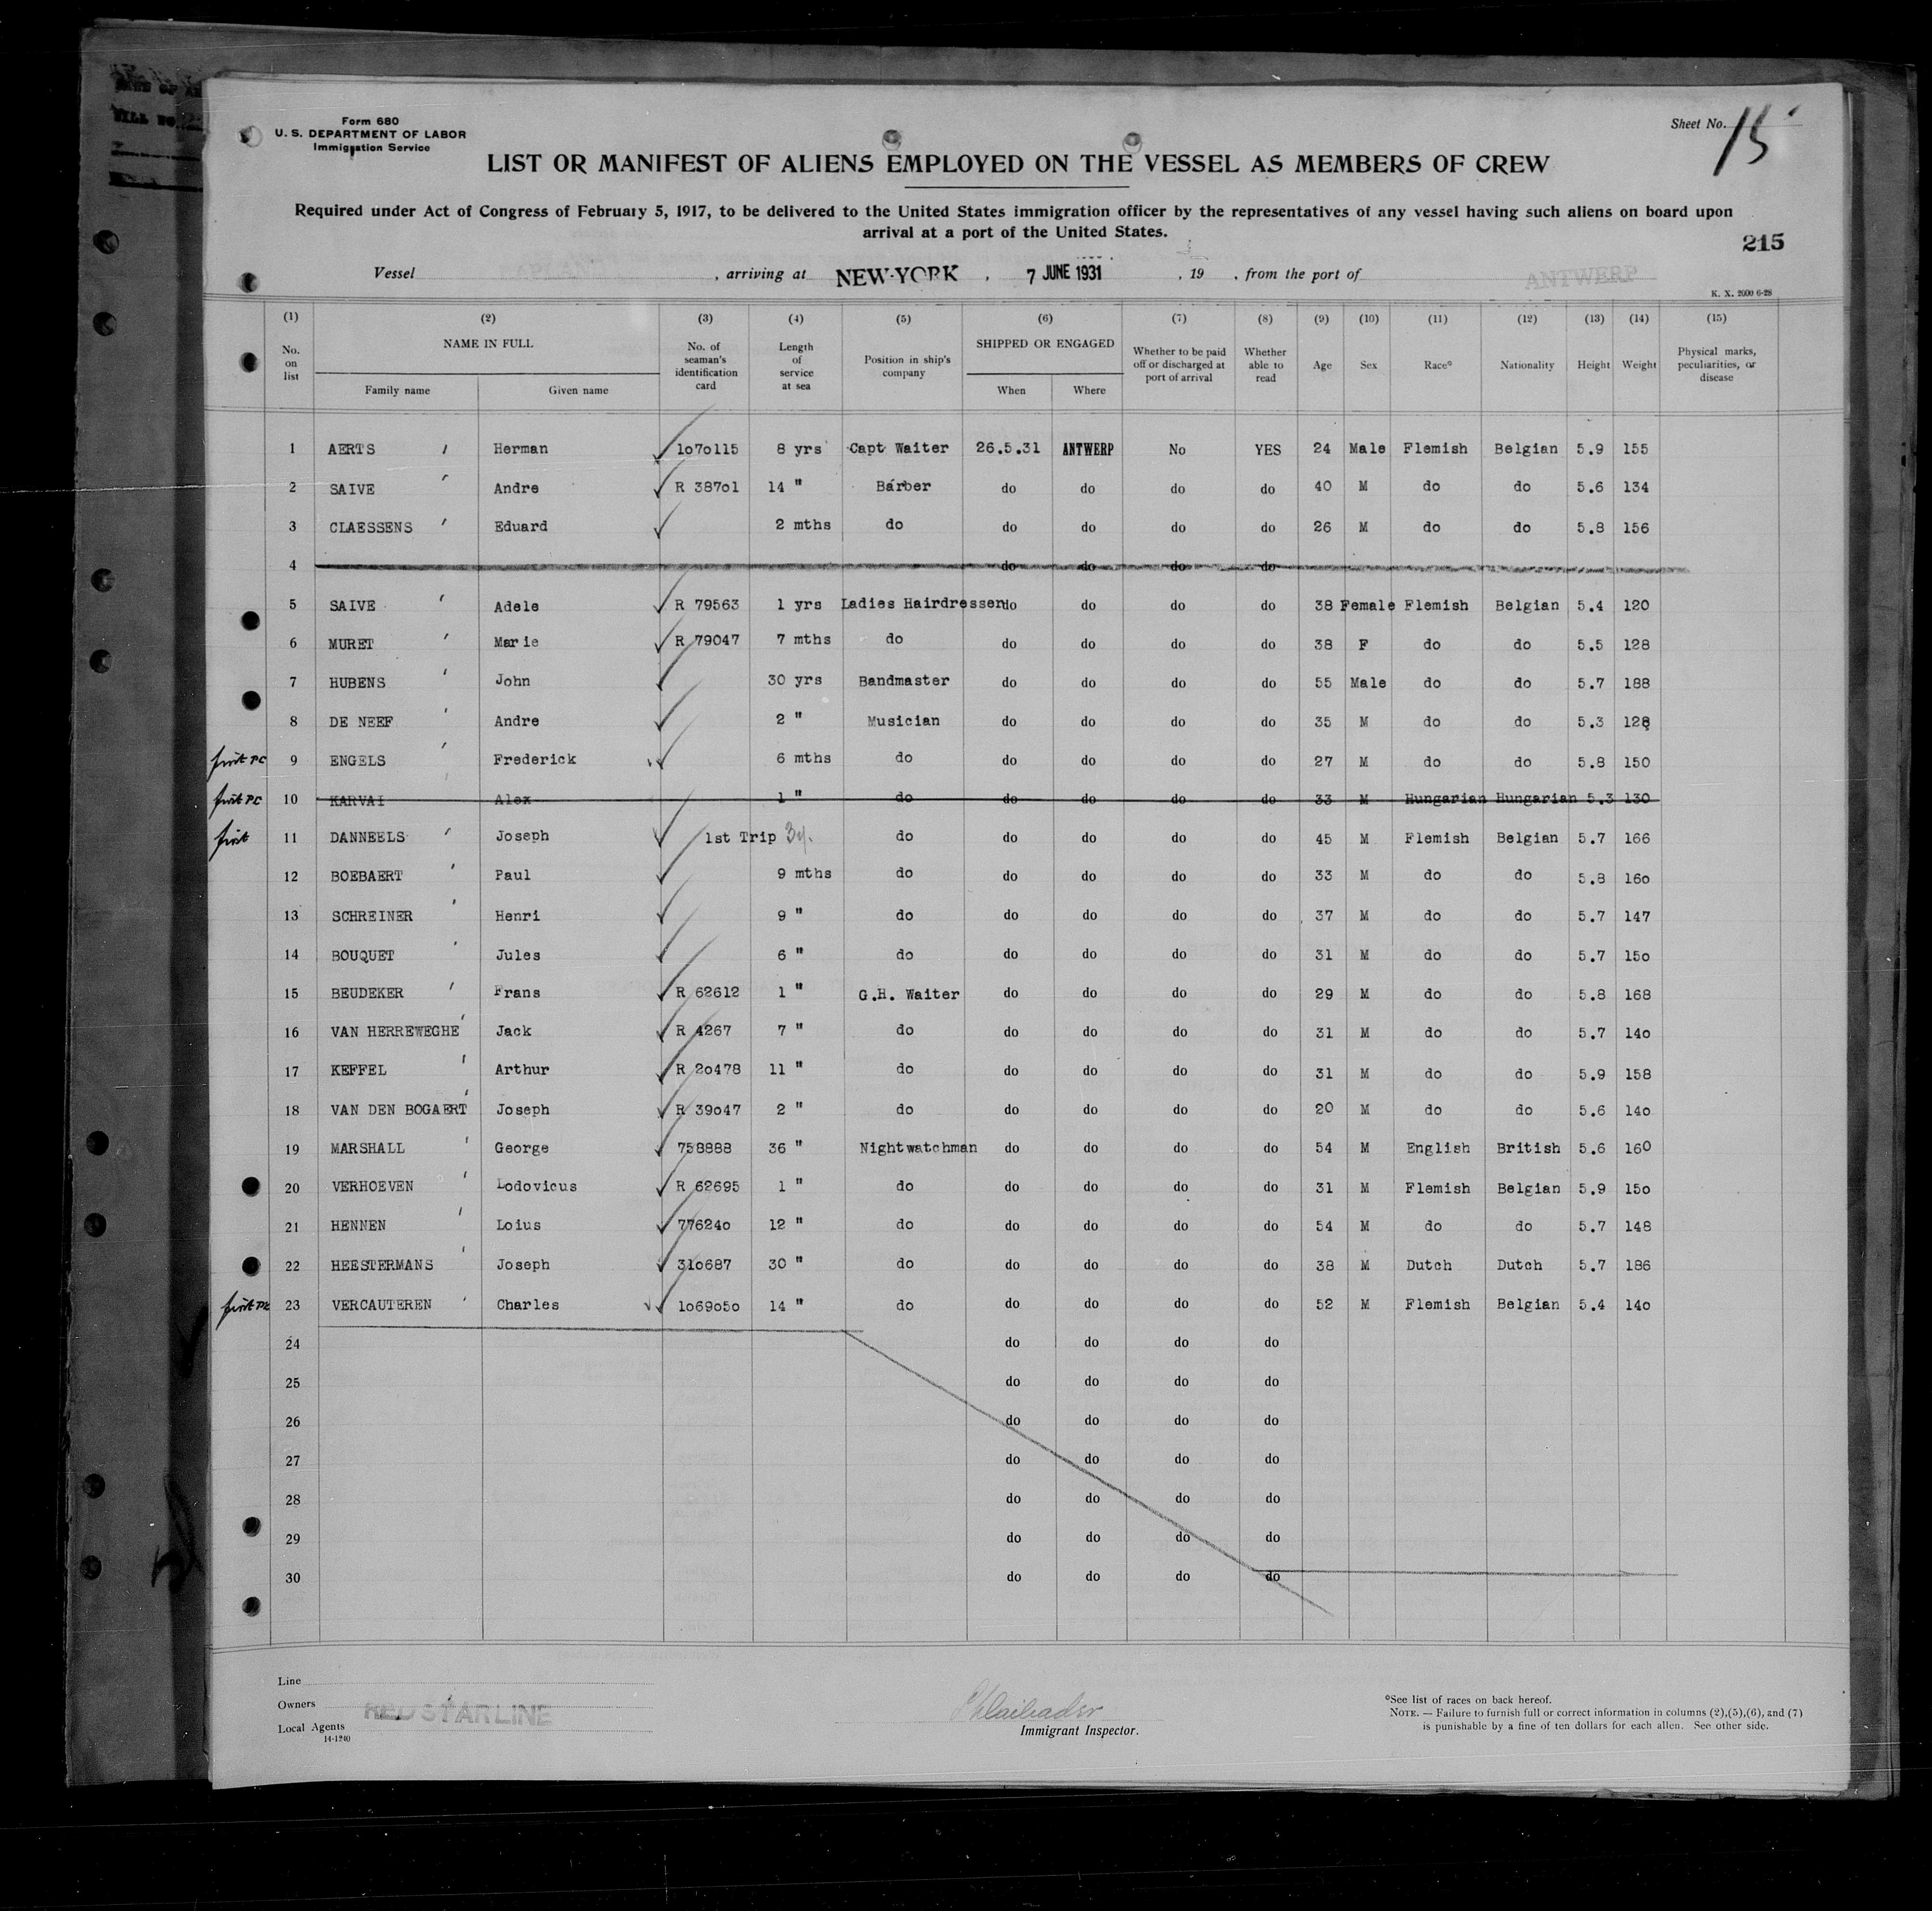 Form 680
U. S. DEPARTMENT OF LABOR
Immigration Service
Sheet No. 15
LIST OR MANIFEST OF ALIENS EMPLOYED ON THE VESSEL AS MEMBERS OF CREW
Required under Act of Congress of February 5, 1917, to be delivered to the United States immigration officer by the representatives of any vessel having such aliens on board upon
arrival at a port of the United States.
215
Vessel , arriving at NEW-YORK , 7 JUNE 1931 , 19 , from the port of ANTWERP
K. X. 2000 6-28
(1) (2) (3) (4) (5) (6) (7) (8) (9) (10) (11) (12) (13) (14) (15)
No. on list NAME IN FULL Family name Given name No. of seaman's identification card Length of service at sea Position in ship's company SHIPPED OR ENGAGED When Where Whether to be paid off or discharged at port of arrival Whether able to read Age Sex Race* Nationality Height Weight Physical marks, peculiarities, or disease
1 AERTS Herman 1070115 8 yrs Capt Waiter 26.5.31 ANTWERP No YES 24 Male Flemish Belgian 5.9 155
2 SAIVE Andre R 38701 14 " Barber do do do do 40 M do do 5.6 134
3 CLAESSENS Eduard 2 mths do do do do do 26 M do do 5.8 156
4 do do do do
5 SAIVE Adele R 79563 1 yrs Ladies Hairdresser do do do do 38 Female Flemish Belgian 5.4 120
6 MURET Marie R 79047 7 mths do do do do do 38 F do do 5.5 128
7 HUBENS John 30 yrs Bandmaster do do do do 55 Male do do 5.7 188
8 DE NEEF Andre 2 " Musician do do do do 35 M do do 5.3 128
first PC 9 ENGELS Frederick 6 mths do do do do do 27 M do do 5.8 150
first PC 10 KARVAI Alex 1 " do do do do do 33 M Hungarian Hungarian 5.3 130
first 11 DANNEELS Joseph 1st Trip 3y. do do do do do 45 M Flemish Belgian 5.7 166
12 BOEBAERT Paul 9 mths do do do do do 33 M do do 5.8 160
13 SCHREINER Henri 9 " do do do do do 37 M do do 5.7 147
14 BOUQUET Jules 6 " do do do do do 31 M do do 5.7 150
15 BEUDEKER Frans R 62612 1 " G.H. Waiter do do do do 29 M do do 5.8 168
16 VAN HERREWEGHE Jack R 4267 7 " do do do do do 31 M do do 5.7 140
17 KEFFEL Arthur R 20478 11 " do do do do do 31 M do do 5.9 158
18 VAN DEN BOGAERT Joseph R 39047 2 " do do do do do 20 M do do 5.6 140
19 MARSHALL George 758888 36 " Nightwatchman do do do do 54 M English British 5.6 160
20 VERHOEVEN Lodovicus R 62695 1 " do do do do do 31 M Flemish Belgian 5.9 150
21 HENNEN Loius 776240 12 " do do do do do 54 M do do 5.7 148
22 HEESTERMANS Joseph 310687 30 " do do do do do 38 M Dutch Dutch 5.7 186
first 23 VERCAUTEREN Charles 1069050 14 " do do do do do 52 M Flemish Belgian 5.4 140
24 do do do do
25 do do do do
26 do do do do
27 do do do do
28 do do do do
29 do do do do
30 do do do do
Line
Owners
RED STAR LINE
Local Agents
14-1240
Immigrant Inspector.
*See list of races on back hereof.
NOTE. — Failure to furnish full or correct information in columns (2),(5),(6), and (7)
is punishable by a fine of ten dollars for each alien. See other side.